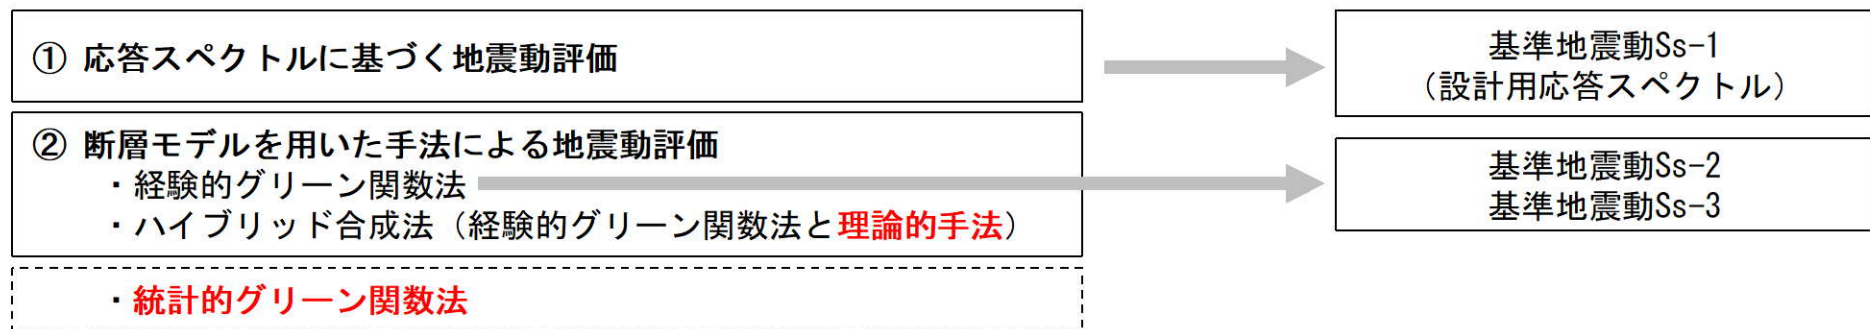 ① 応答スペクトルに基づく地震動評価
基準地震動Ss-1
（設計用応答スペクトル）
② 断層モデルを用いた手法による地震動評価
・経験的グリーン関数法
・ハイブリッド合成法（経験的グリーン関数法と理論的手法）
基準地震動Ss-2
基準地震動Ss-3
・統計的グリーン関数法